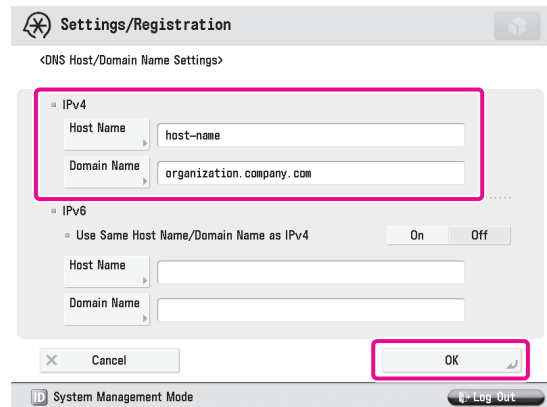 Settings/Registration
<DNS Host/Domain Name Settings>
IPv4
Host Name
host-name
Domain Name
organization.company.com
IPv6
Use Same Host Name/Domain Name as IPv4
On
Off
Host Name
Domain Name
Cancel
OK
ID System Management Mode
Log Out